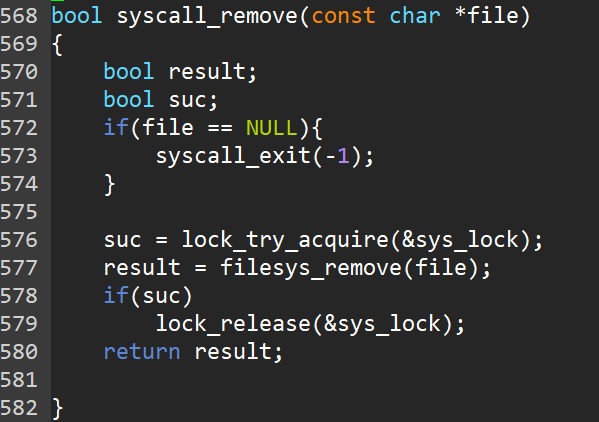 568 bool syscall_remove(const char *file)
569 {
570     bool result;
571     bool suc;
572     if(file == NULL){
573         syscall_exit(-1);
574     }
575
576     suc = lock_try_acquire(&sys_lock);
577     result = filesys_remove(file);
578     if(suc)
579         lock_release(&sys_lock);
580     return result;
581
582 }